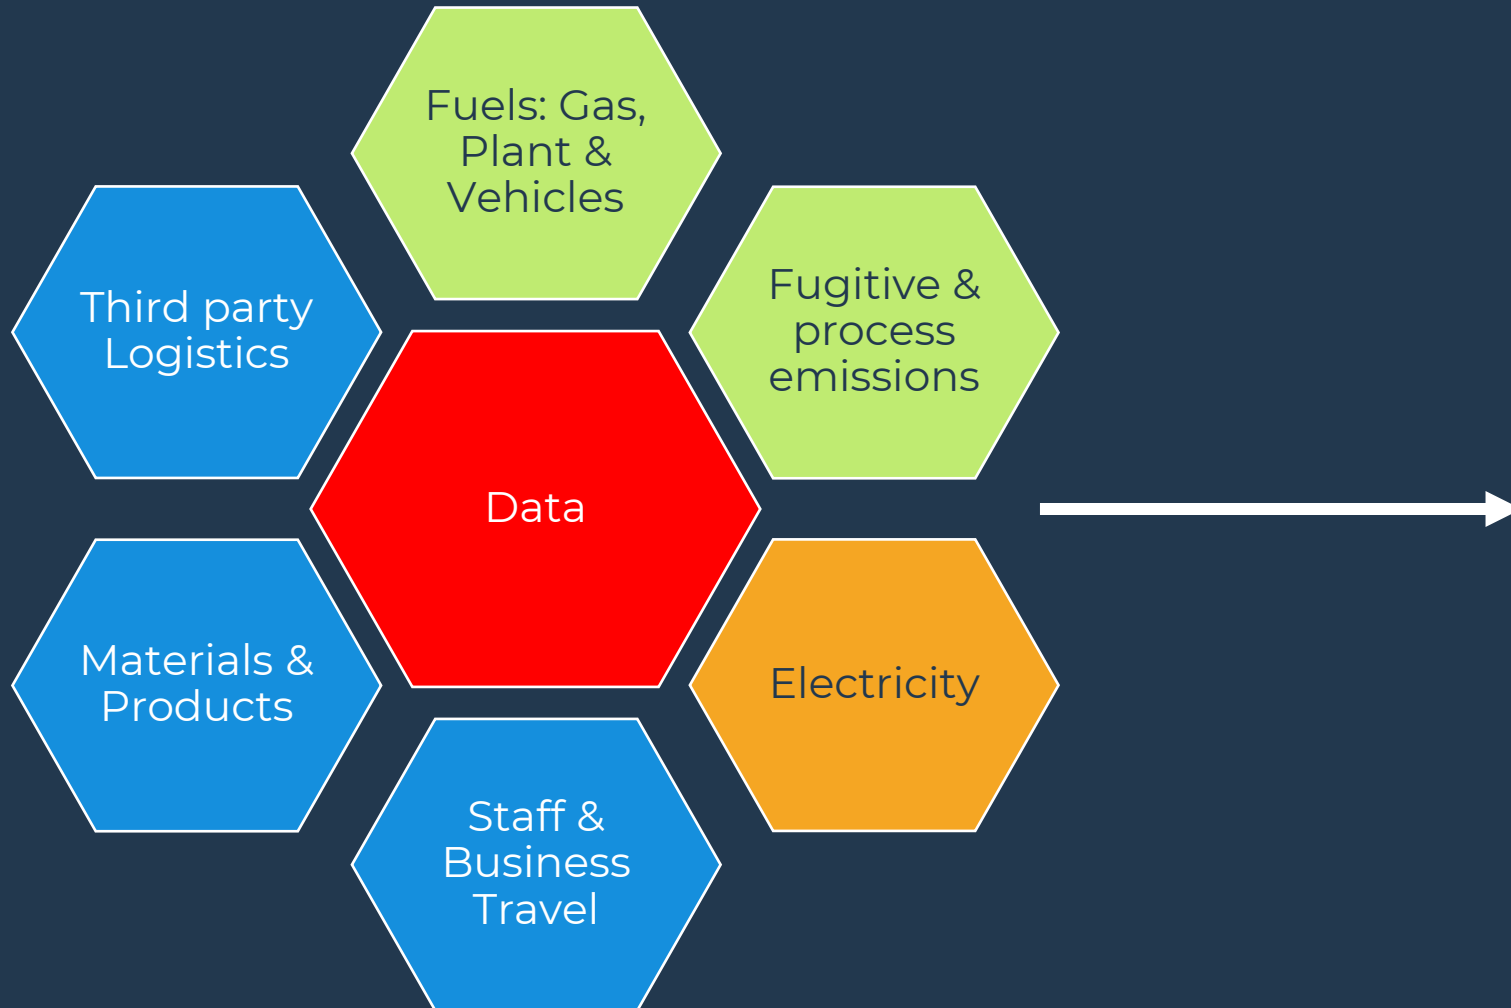 Fuels: Gas,
Plant &
Vehicles
Fugitive &
process
emissions
Third party
Logistics
Data
Electricity
Materials &
Products
Staff &
Business
Travel